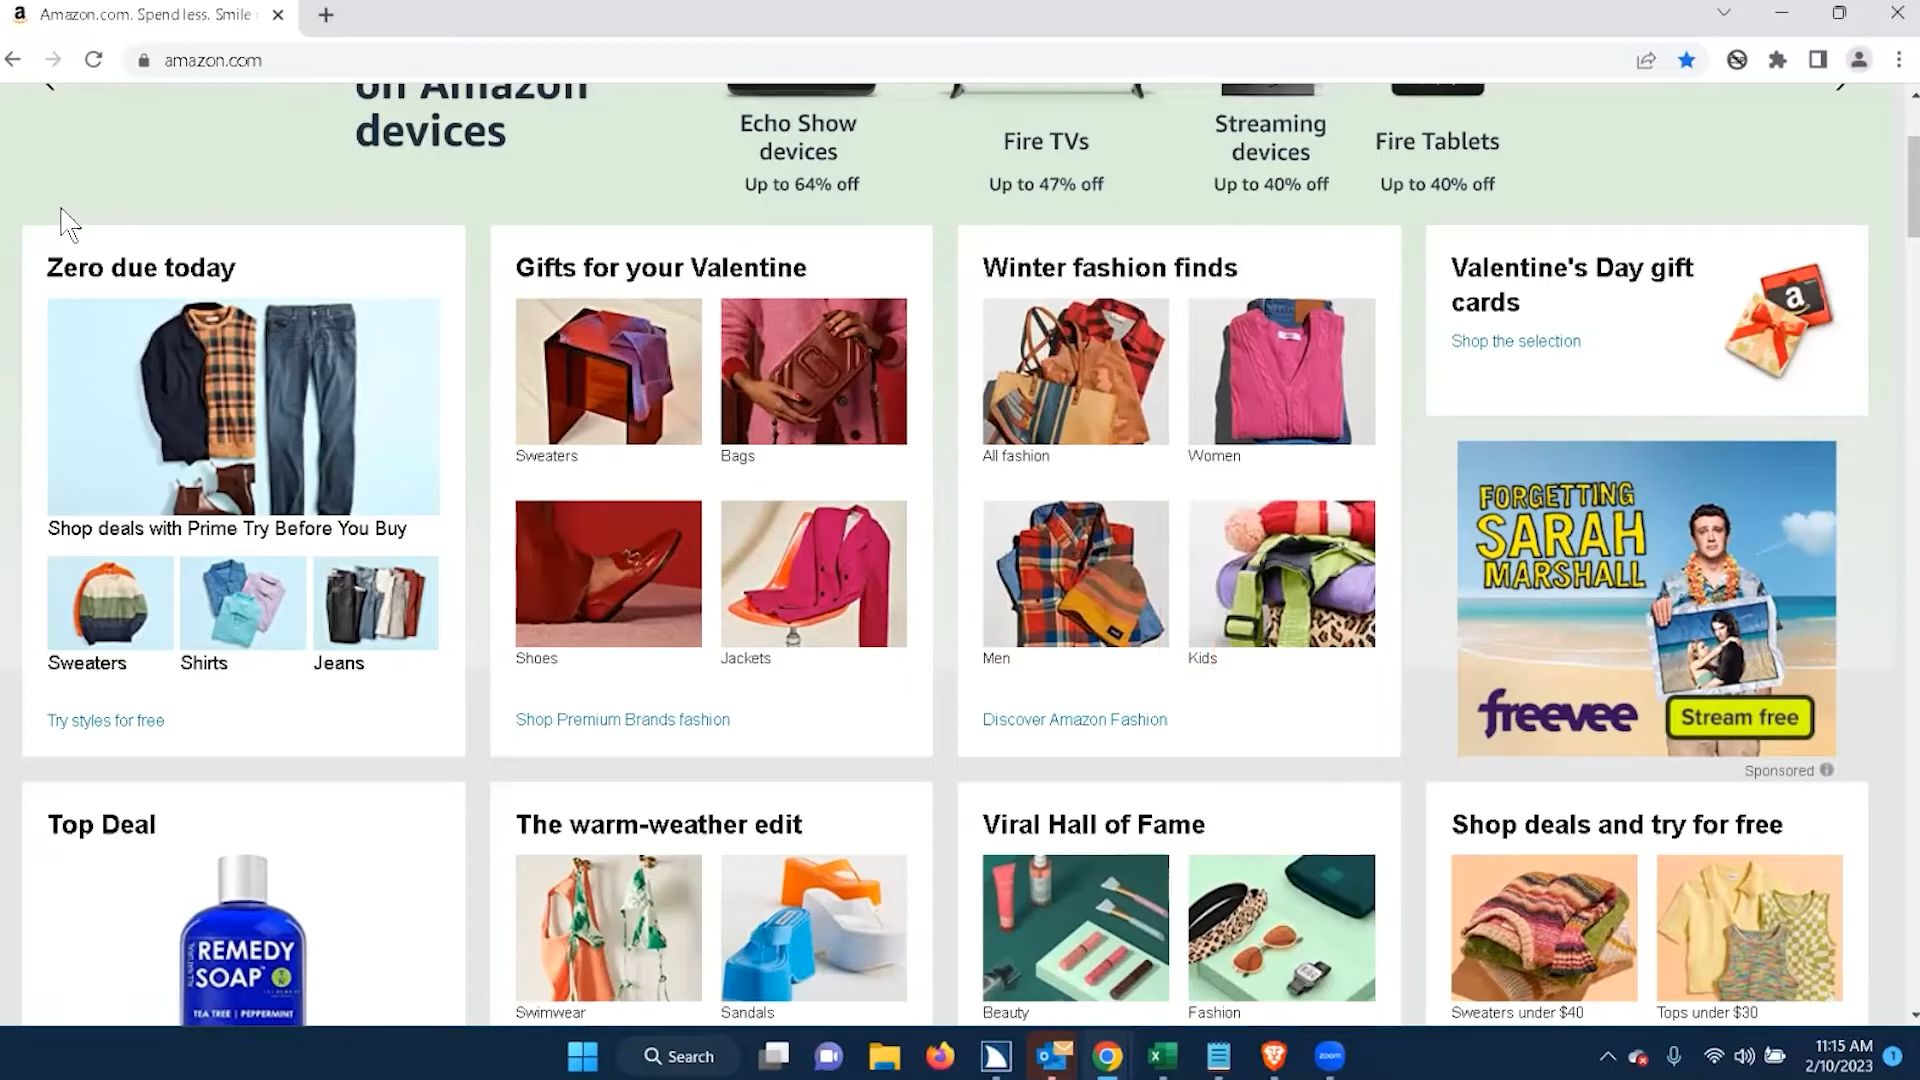 Amazon.com. Spend less. Smile
amazon.com
on Amazon
devices
Echo Show
devices
Up to 64% off
Fire TVs
Up to 47% off
Streaming
devices
Up to 40% off
Fire Tablets
Up to 40% off
Zero due today
Shop deals with Prime Try Before You Buy
Sweaters
Shirts
Jeans
Try styles for free
Gifts for your Valentine
Sweaters
Bags
Shoes
Jackets
Shop Premium Brands fashion
Winter fashion finds
All fashion
Women
Men
Kids
Discover Amazon Fashion
Valentine's Day gift
cards
Shop the selection
FORGETTING
SARAH
MARSHALL
freevee
Stream free
Sponsored
Top Deal
REMEDY
SOAP
TEA TREE | PEPPERMINT
The warm-weather edit
Swimwear
Sandals
Viral Hall of Fame
Beauty
Fashion
Shop deals and try for free
Sweaters under $40
Tops under $30
Search
zoom
11:15 AM
2/10/2023
1